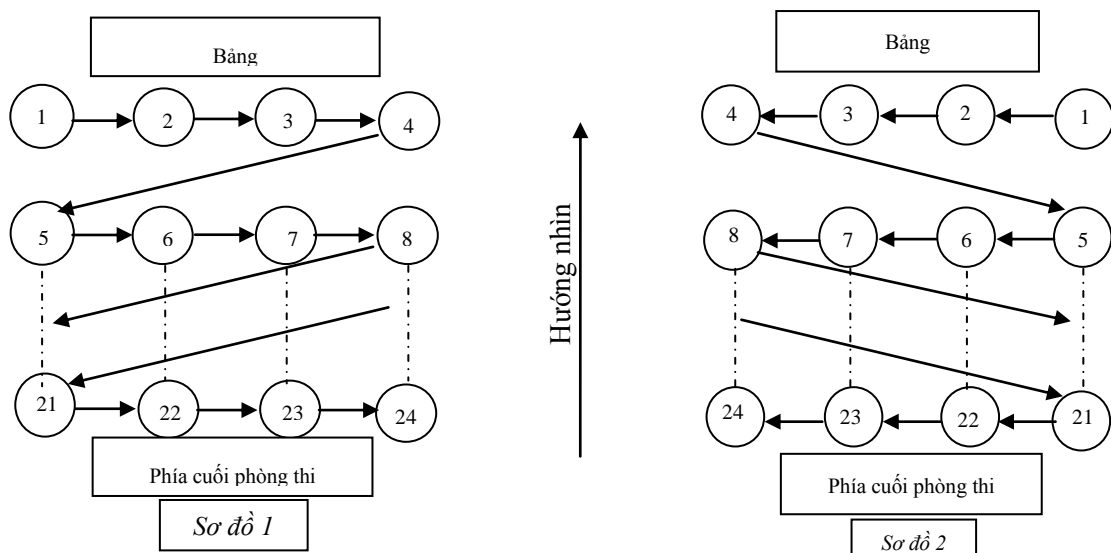 Bảng
1 2 3 4
5 6 7 8
21 22 23 24
Phía cuối phòng thi
Sơ đồ 1
Hướng nhìn
Bảng
4 3 2 1
8 7 6 5
24 23 22 21
Phía cuối phòng thi
Sơ đồ 2